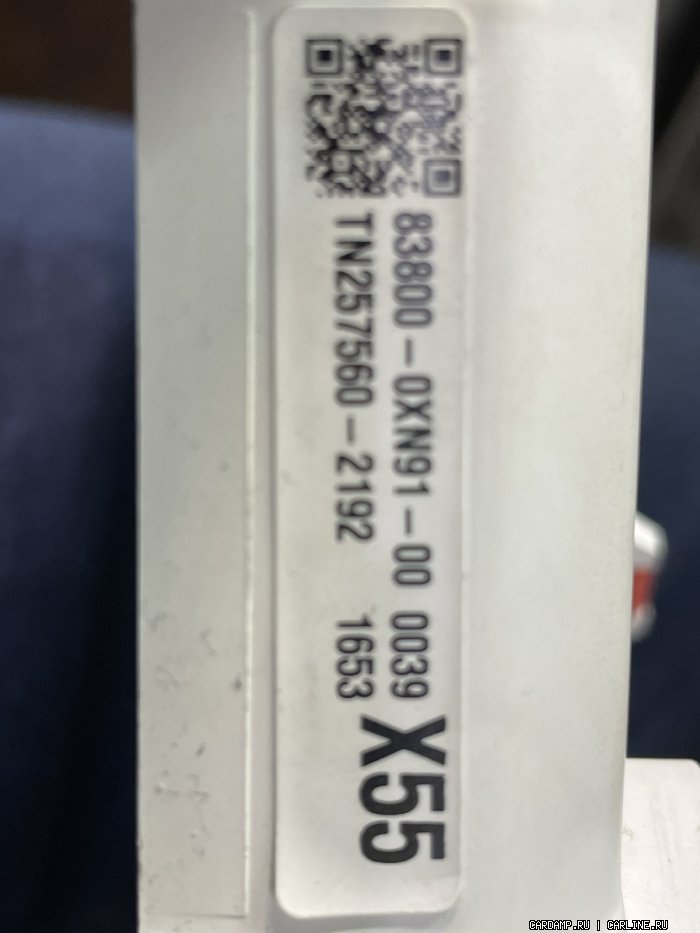 83800-0XN91-00 0039
TN257560-2192 1653
X55
CARDAMP.RU | CARLINE.RU